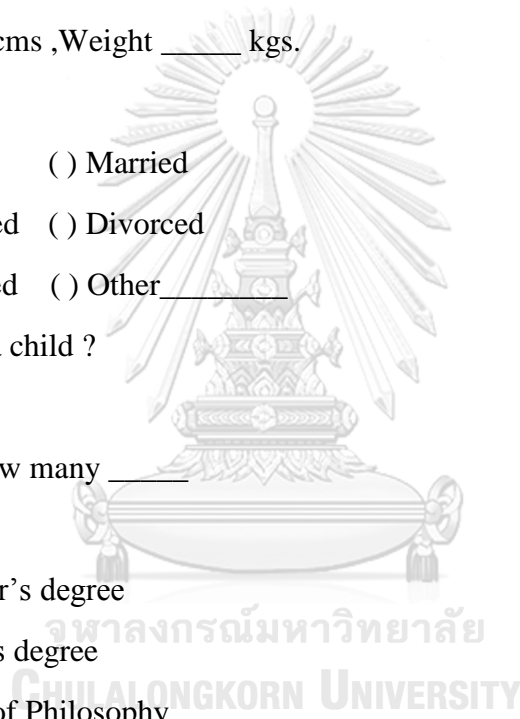 cms ,Weight _____ kgs.
( ) Married
ed ( ) Divorced
ed ( ) Other________
a child ?
w many _____
r's degree
s degree
จุฬาลงกรณ์มหาวิทยาลัย
CHULALONGKORN UNIVERSITY
of Philosophy